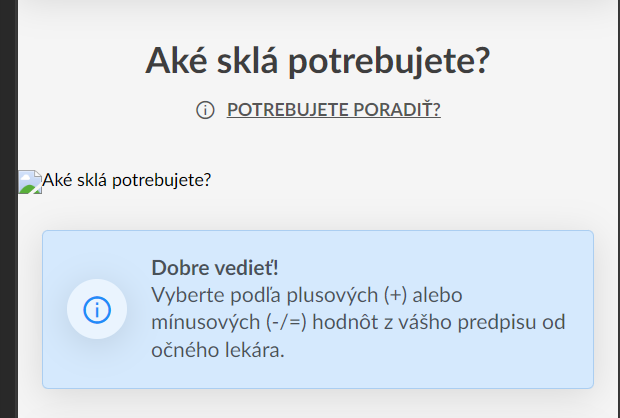 Aké sklá potrebujete?
POTREBUJETE PORADIŤ?
Aké sklá potrebujete?
Dobre vedieť!
Vyberte podľa plusových (+) alebo
mínusových (-/=) hodnôt z vášho predpisu od
očného lekára.